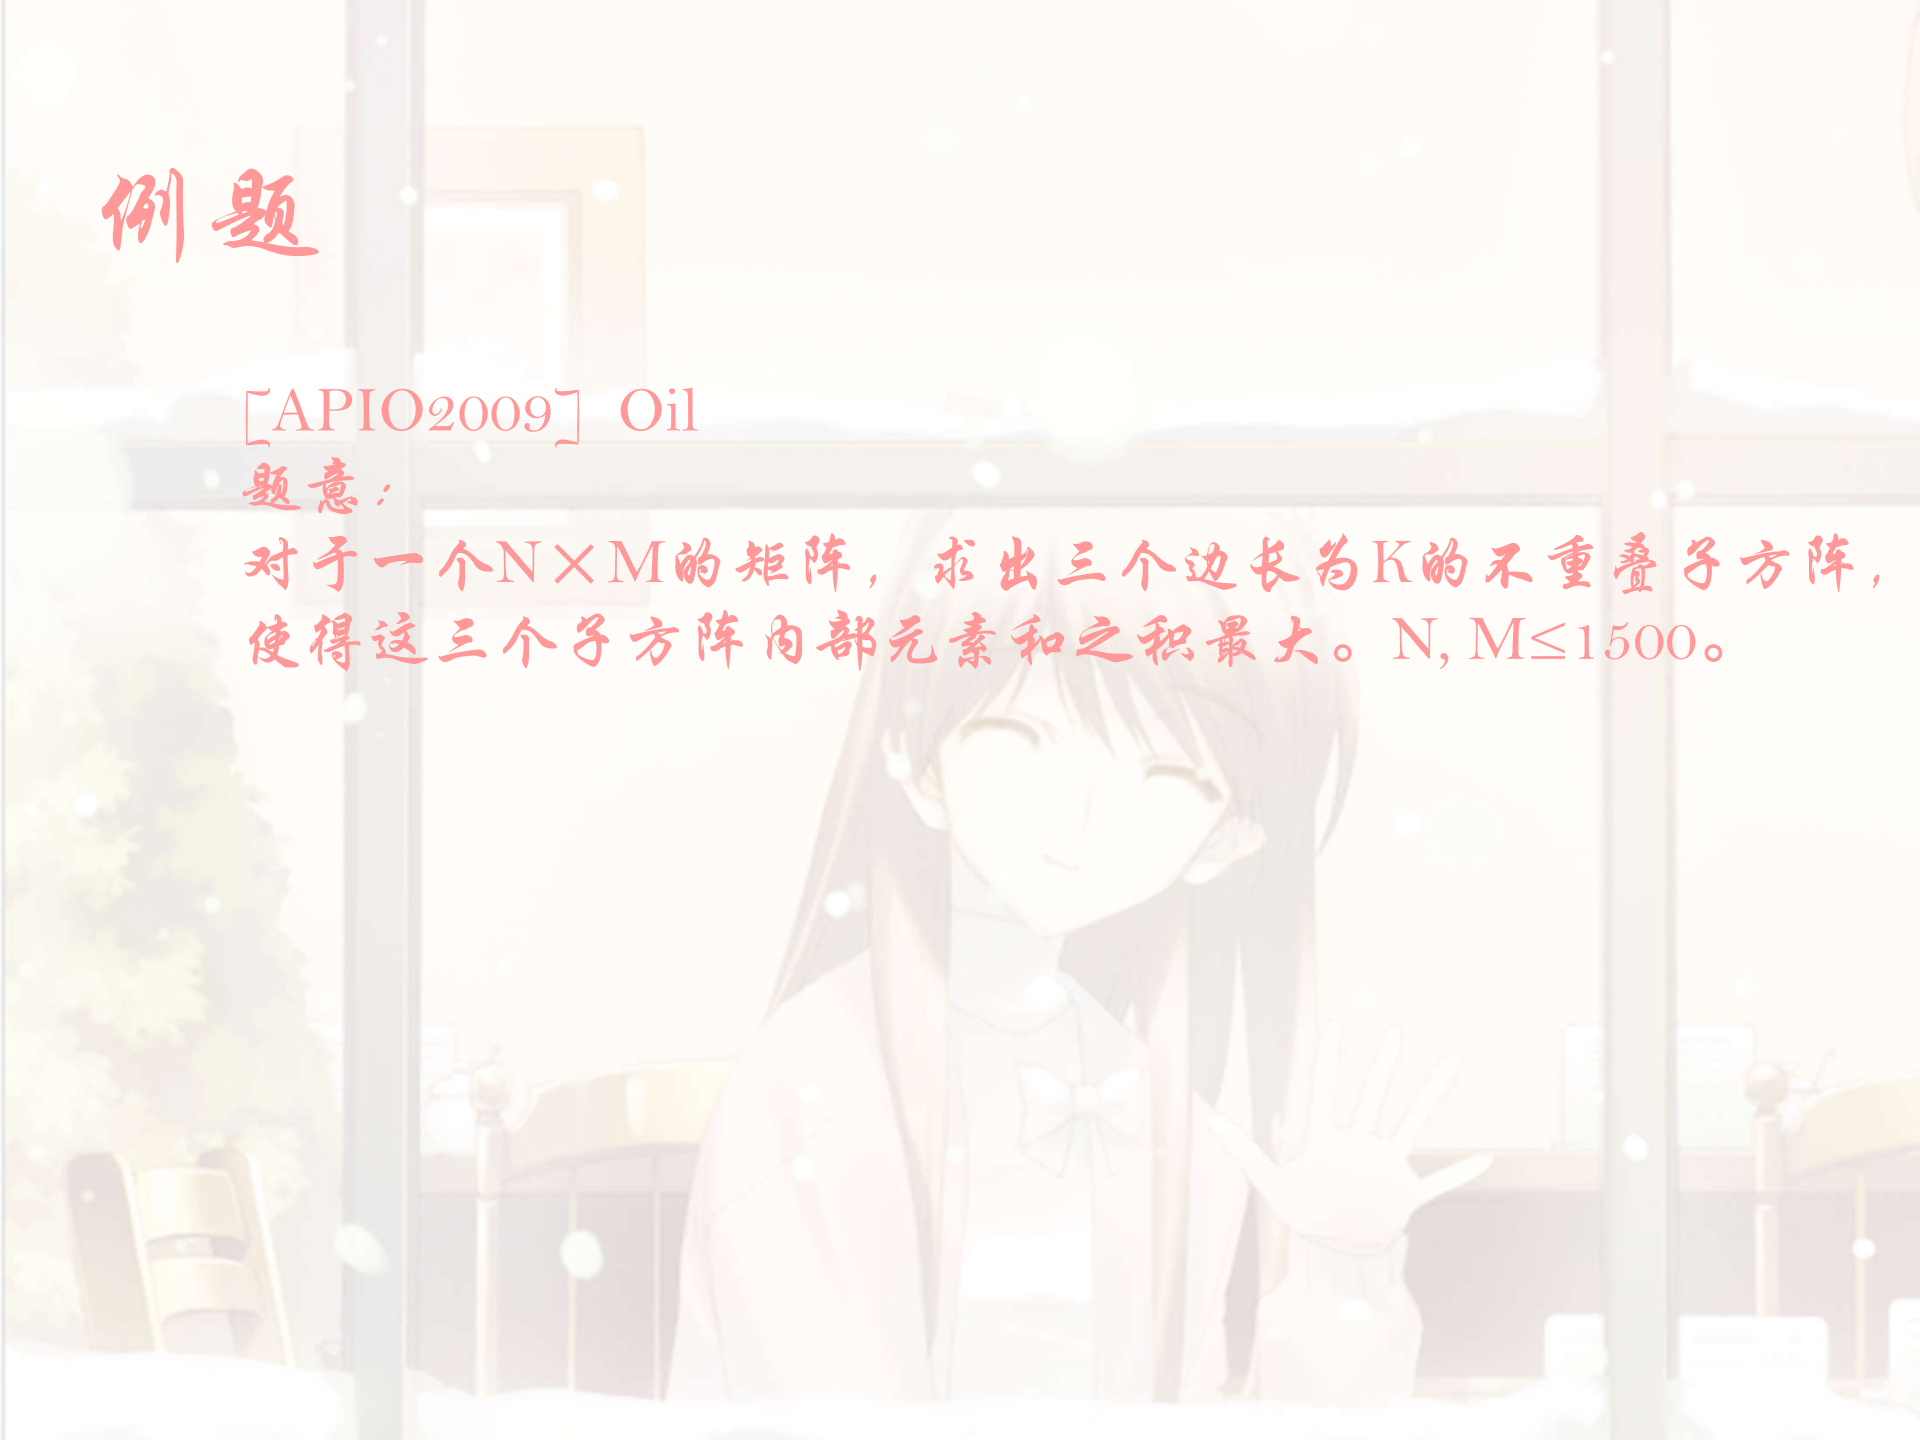 例题
[APIO2009] Oil
题意：
对于一个N×M的矩阵，求出三个边长为K的不重叠子方阵，
使得这三个子方阵内部元素和之积最大。N, M≤1500。